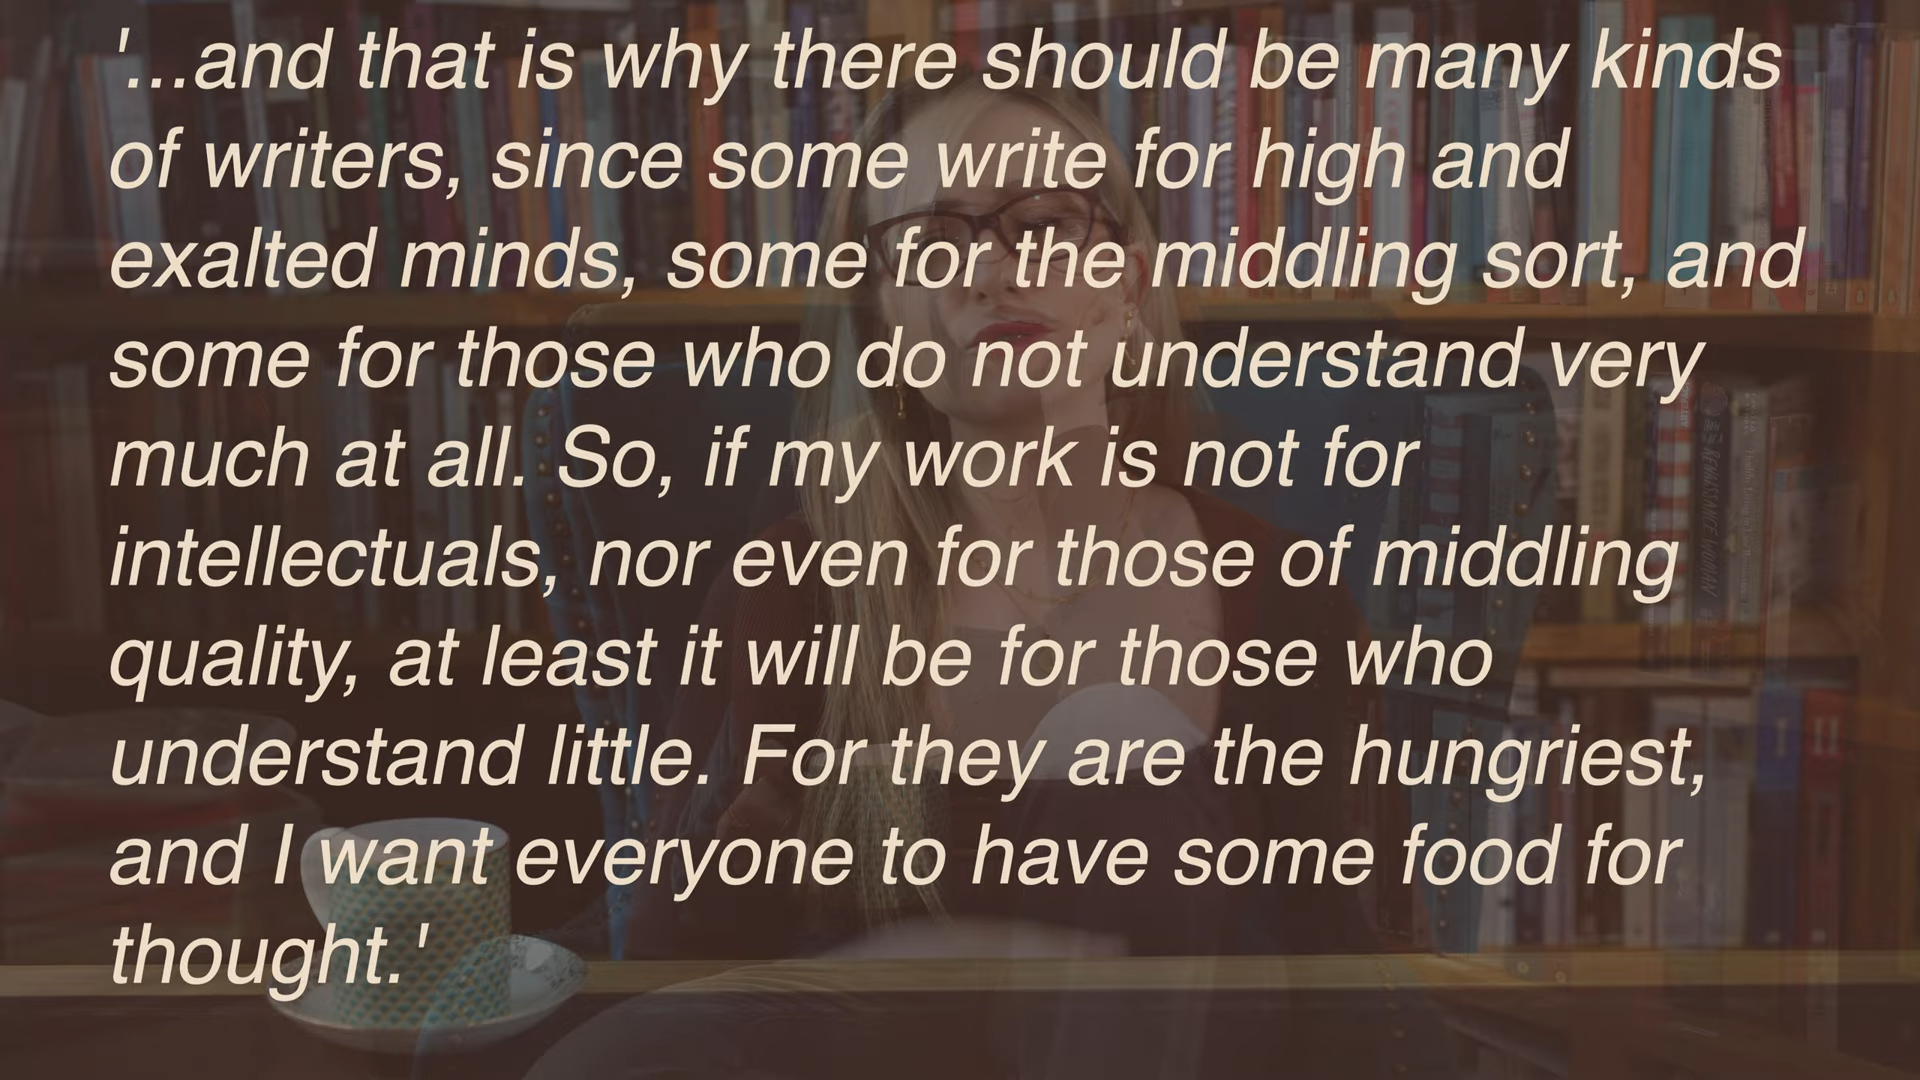 '...and that is why there should be many kinds
of writers, since some write for high and
exalted minds, some for the middling sort, and
some for those who do not understand very
much at all. So, if my work is not for
intellectuals, nor even for those of middling
quality, at least it will be for those who
understand little. For they are the hungriest,
and I want everyone to have some food for
thought.'
RENAISSANCE WOMAN